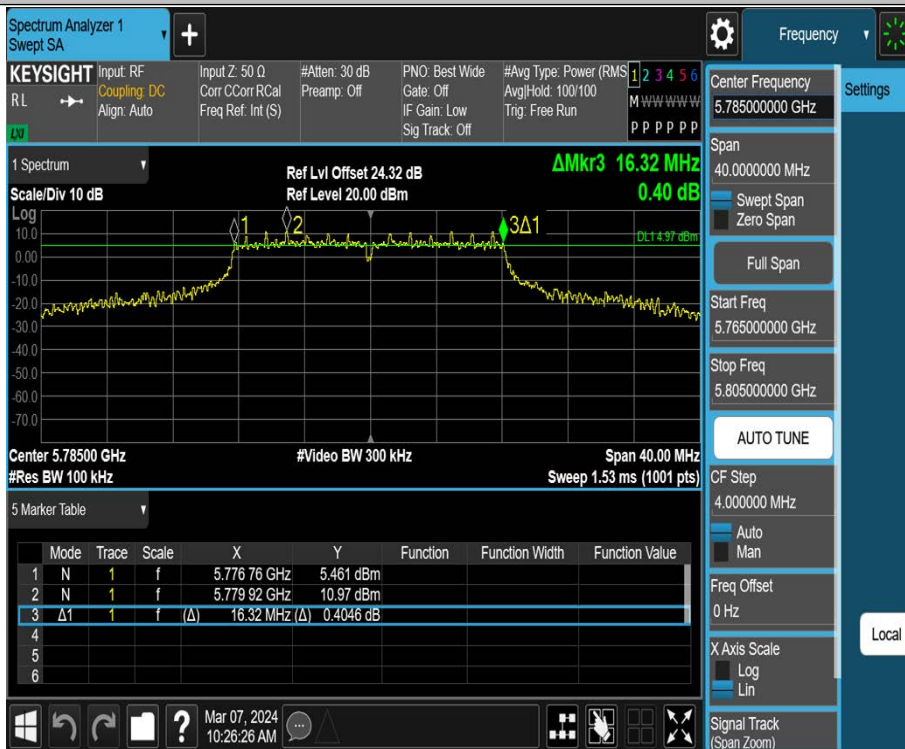 Spectrum Analyzer 1
Swept SA
+
Frequency
KEYSIGHT
RL
LXI
Input: RF
Coupling: DC
Align: Auto
Input Z: 50 Ω
Corr CCorr RCal
Freq Ref: Int (S)
#Atten: 30 dB
Preamp: Off
PNO: Best Wide
Gate: Off
IF Gain: Low
Sig Track: Off
#Avg Type: Power (RMS
Avg|Hold: 100/100
Trig: Free Run
1 2 3 4 5 6
M W W W W W
P P P P P P
1 Spectrum
Scale/Div 10 dB
Ref Lvl Offset 24.32 dB
Ref Level 20.00 dBm
ΔMkr3 16.32 MHz
0.40 dB
Log
10.0
0.00
-10.0
-20.0
-30.0
-40.0
-50.0
-60.0
-70.0
1
2
3Δ1
DL1 4.97 dBm
Center 5.78500 GHz
#Res BW 100 kHz
#Video BW 300 kHz
Span 40.00 MHz
Sweep 1.53 ms (1001 pts)
5 Marker Table
Mode Trace Scale X Y Function Function Width Function Value
1 N 1 f 5.776 76 GHz 5.461 dBm
2 N 1 f 5.779 92 GHz 10.97 dBm
3 Δ1 1 f (Δ) 16.32 MHz (Δ) 0.4046 dB
4
5
6
?
Mar 07, 2024
10:26:26 AM
Center Frequency
5.785000000 GHz
Span
40.0000000 MHz
Swept Span
Zero Span
Full Span
Start Freq
5.765000000 GHz
Stop Freq
5.805000000 GHz
AUTO TUNE
CF Step
4.000000 MHz
Auto
Man
Freq Offset
0 Hz
X Axis Scale
Log
Lin
Signal Track
(Span Zoom)
Settings
Local